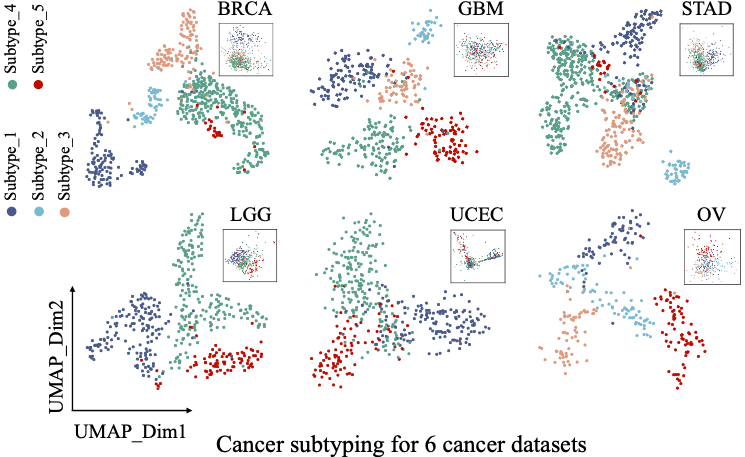 Subtype_4
Subtype_5
Subtype_1
Subtype_2
Subtype_3
BRCA
GBM
STAD
LGG
UCEC
OV
UMAP_Dim2
UMAP_Dim1
Cancer subtyping for 6 cancer datasets